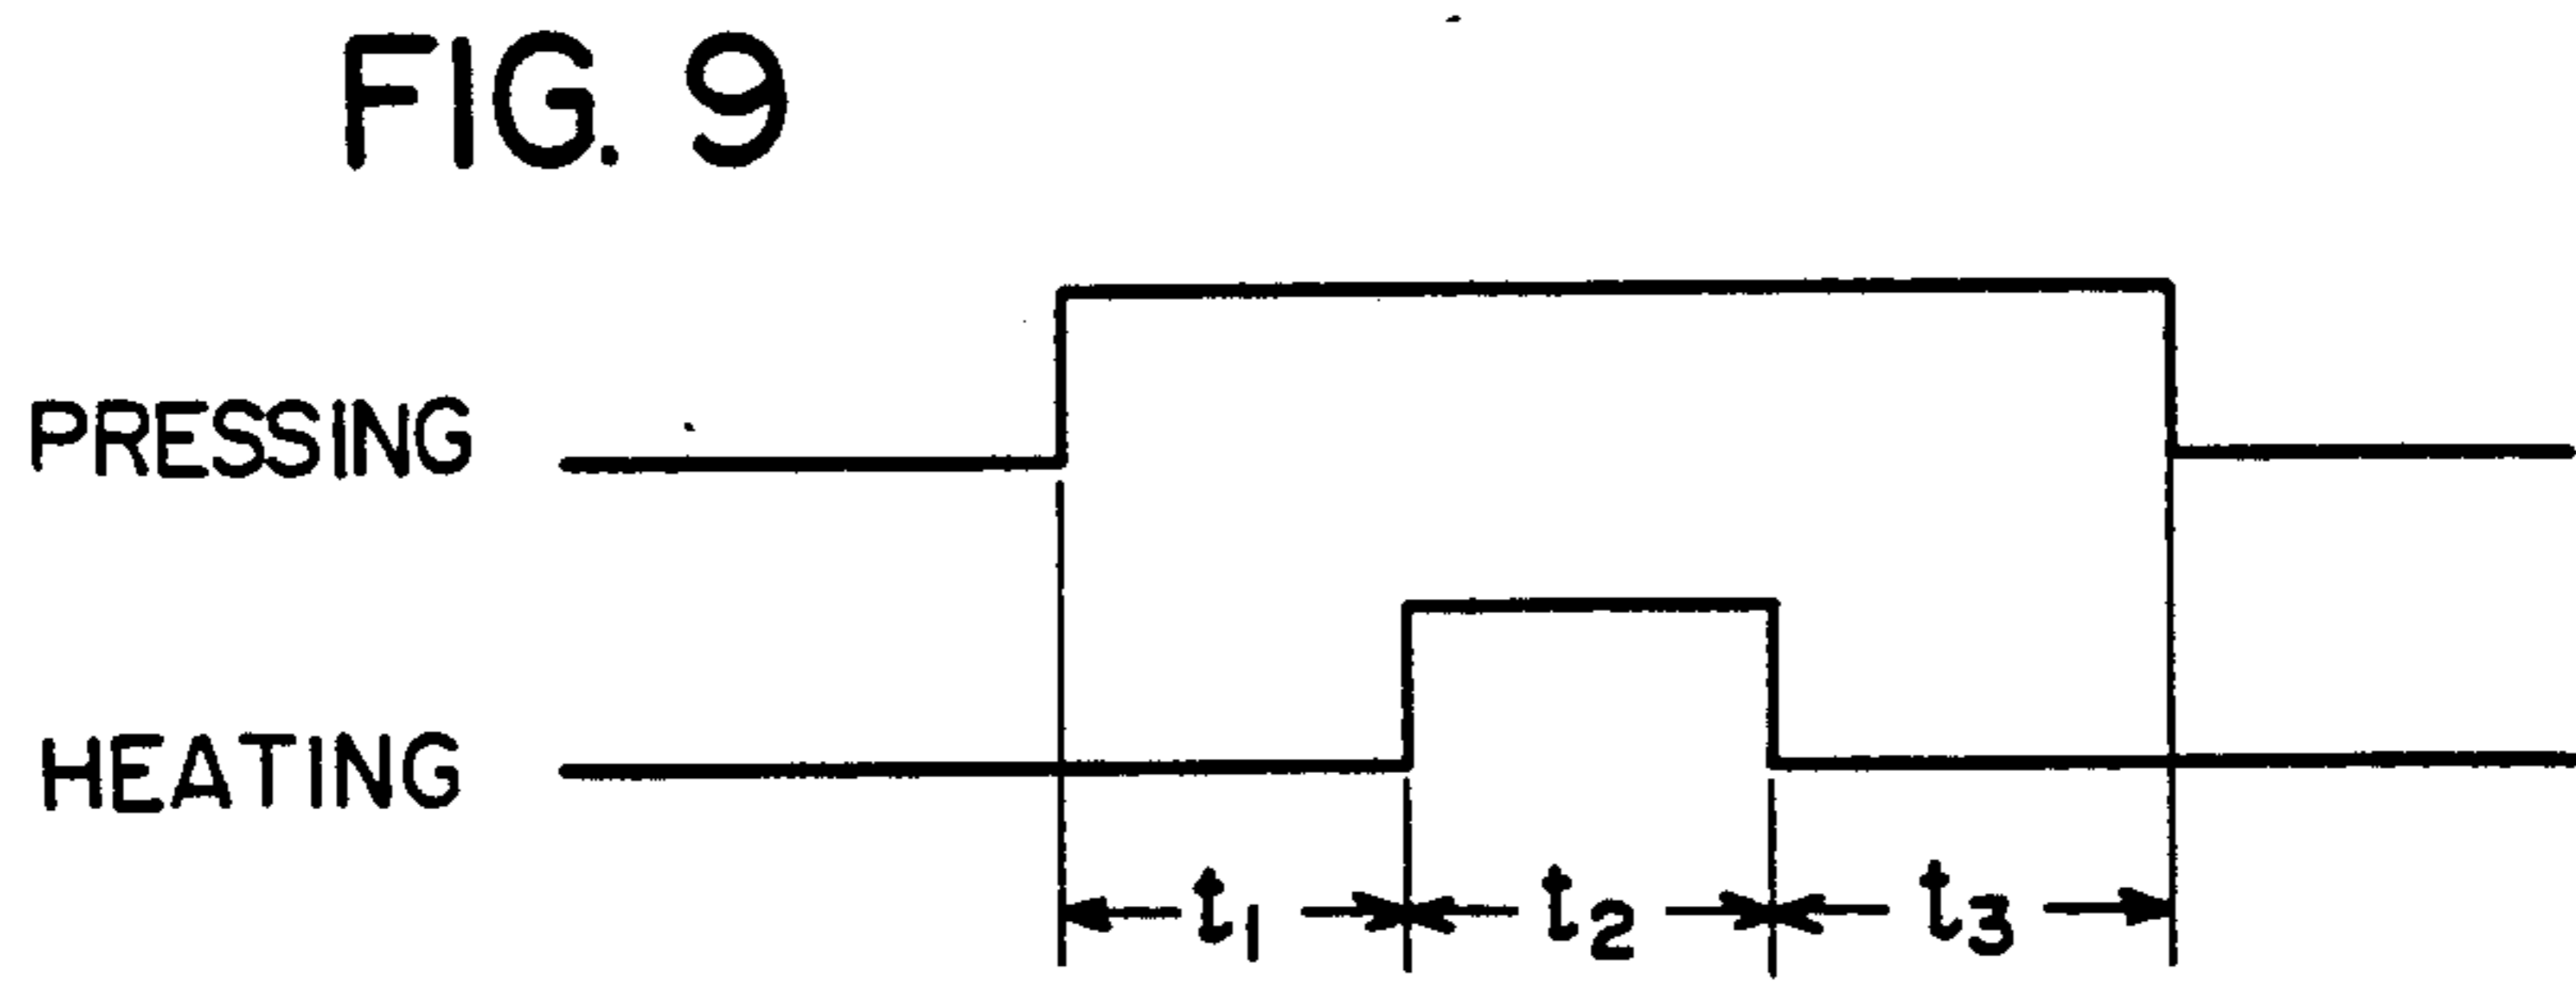 FIG. 9
PRESSING
HEATING
t₁ t₂ t₃